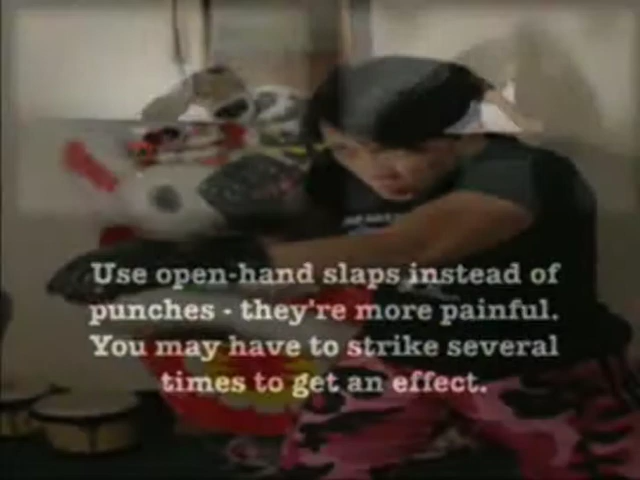 Use open-hand slaps instead of
punches - they're more painful.
You may have to strike several
times to get an effect.